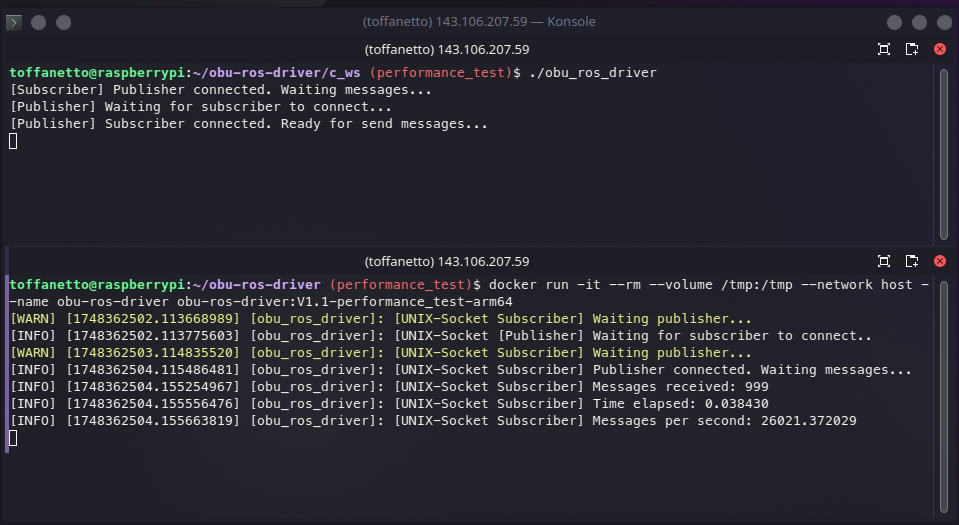 (toffanetto) 143.106.207.59 — Konsole
(toffanetto) 143.106.207.59
toffanetto@raspberrypi:~/obu-ros-driver/c_ws (performance_test)$ ./obu_ros_driver
[Subscriber] Publisher connected. Waiting messages...
[Publisher] Waiting for subscriber to connect...
[Publisher] Subscriber connected. Ready for send messages...
(toffanetto) 143.106.207.59
toffanetto@raspberrypi:~/obu-ros-driver (performance_test)$ docker run -it --rm --volume /tmp:/tmp --network host -
-name obu-ros-driver obu-ros-driver:V1.1-performance_test-arm64
[WARN] [1748362502.113668989] [obu_ros_driver]: [UNIX-Socket Subscriber] Waiting publisher...
[INFO] [1748362502.113775603] [obu_ros_driver]: [UNIX-Socket [Publisher] Waiting for subscriber to connect..
[WARN] [1748362503.114835520] [obu_ros_driver]: [UNIX-Socket Subscriber] Waiting publisher...
[INFO] [1748362504.115486481] [obu_ros_driver]: [UNIX-Socket Subscriber] Publisher connected. Waiting messages...
[INFO] [1748362504.155254967] [obu_ros_driver]: [UNIX-Socket Subscriber] Messages received: 999
[INFO] [1748362504.155556476] [obu_ros_driver]: [UNIX-Socket Subscriber] Time elapsed: 0.038430
[INFO] [1748362504.155663819] [obu_ros_driver]: [UNIX-Socket Subscriber] Messages per second: 26021.372029